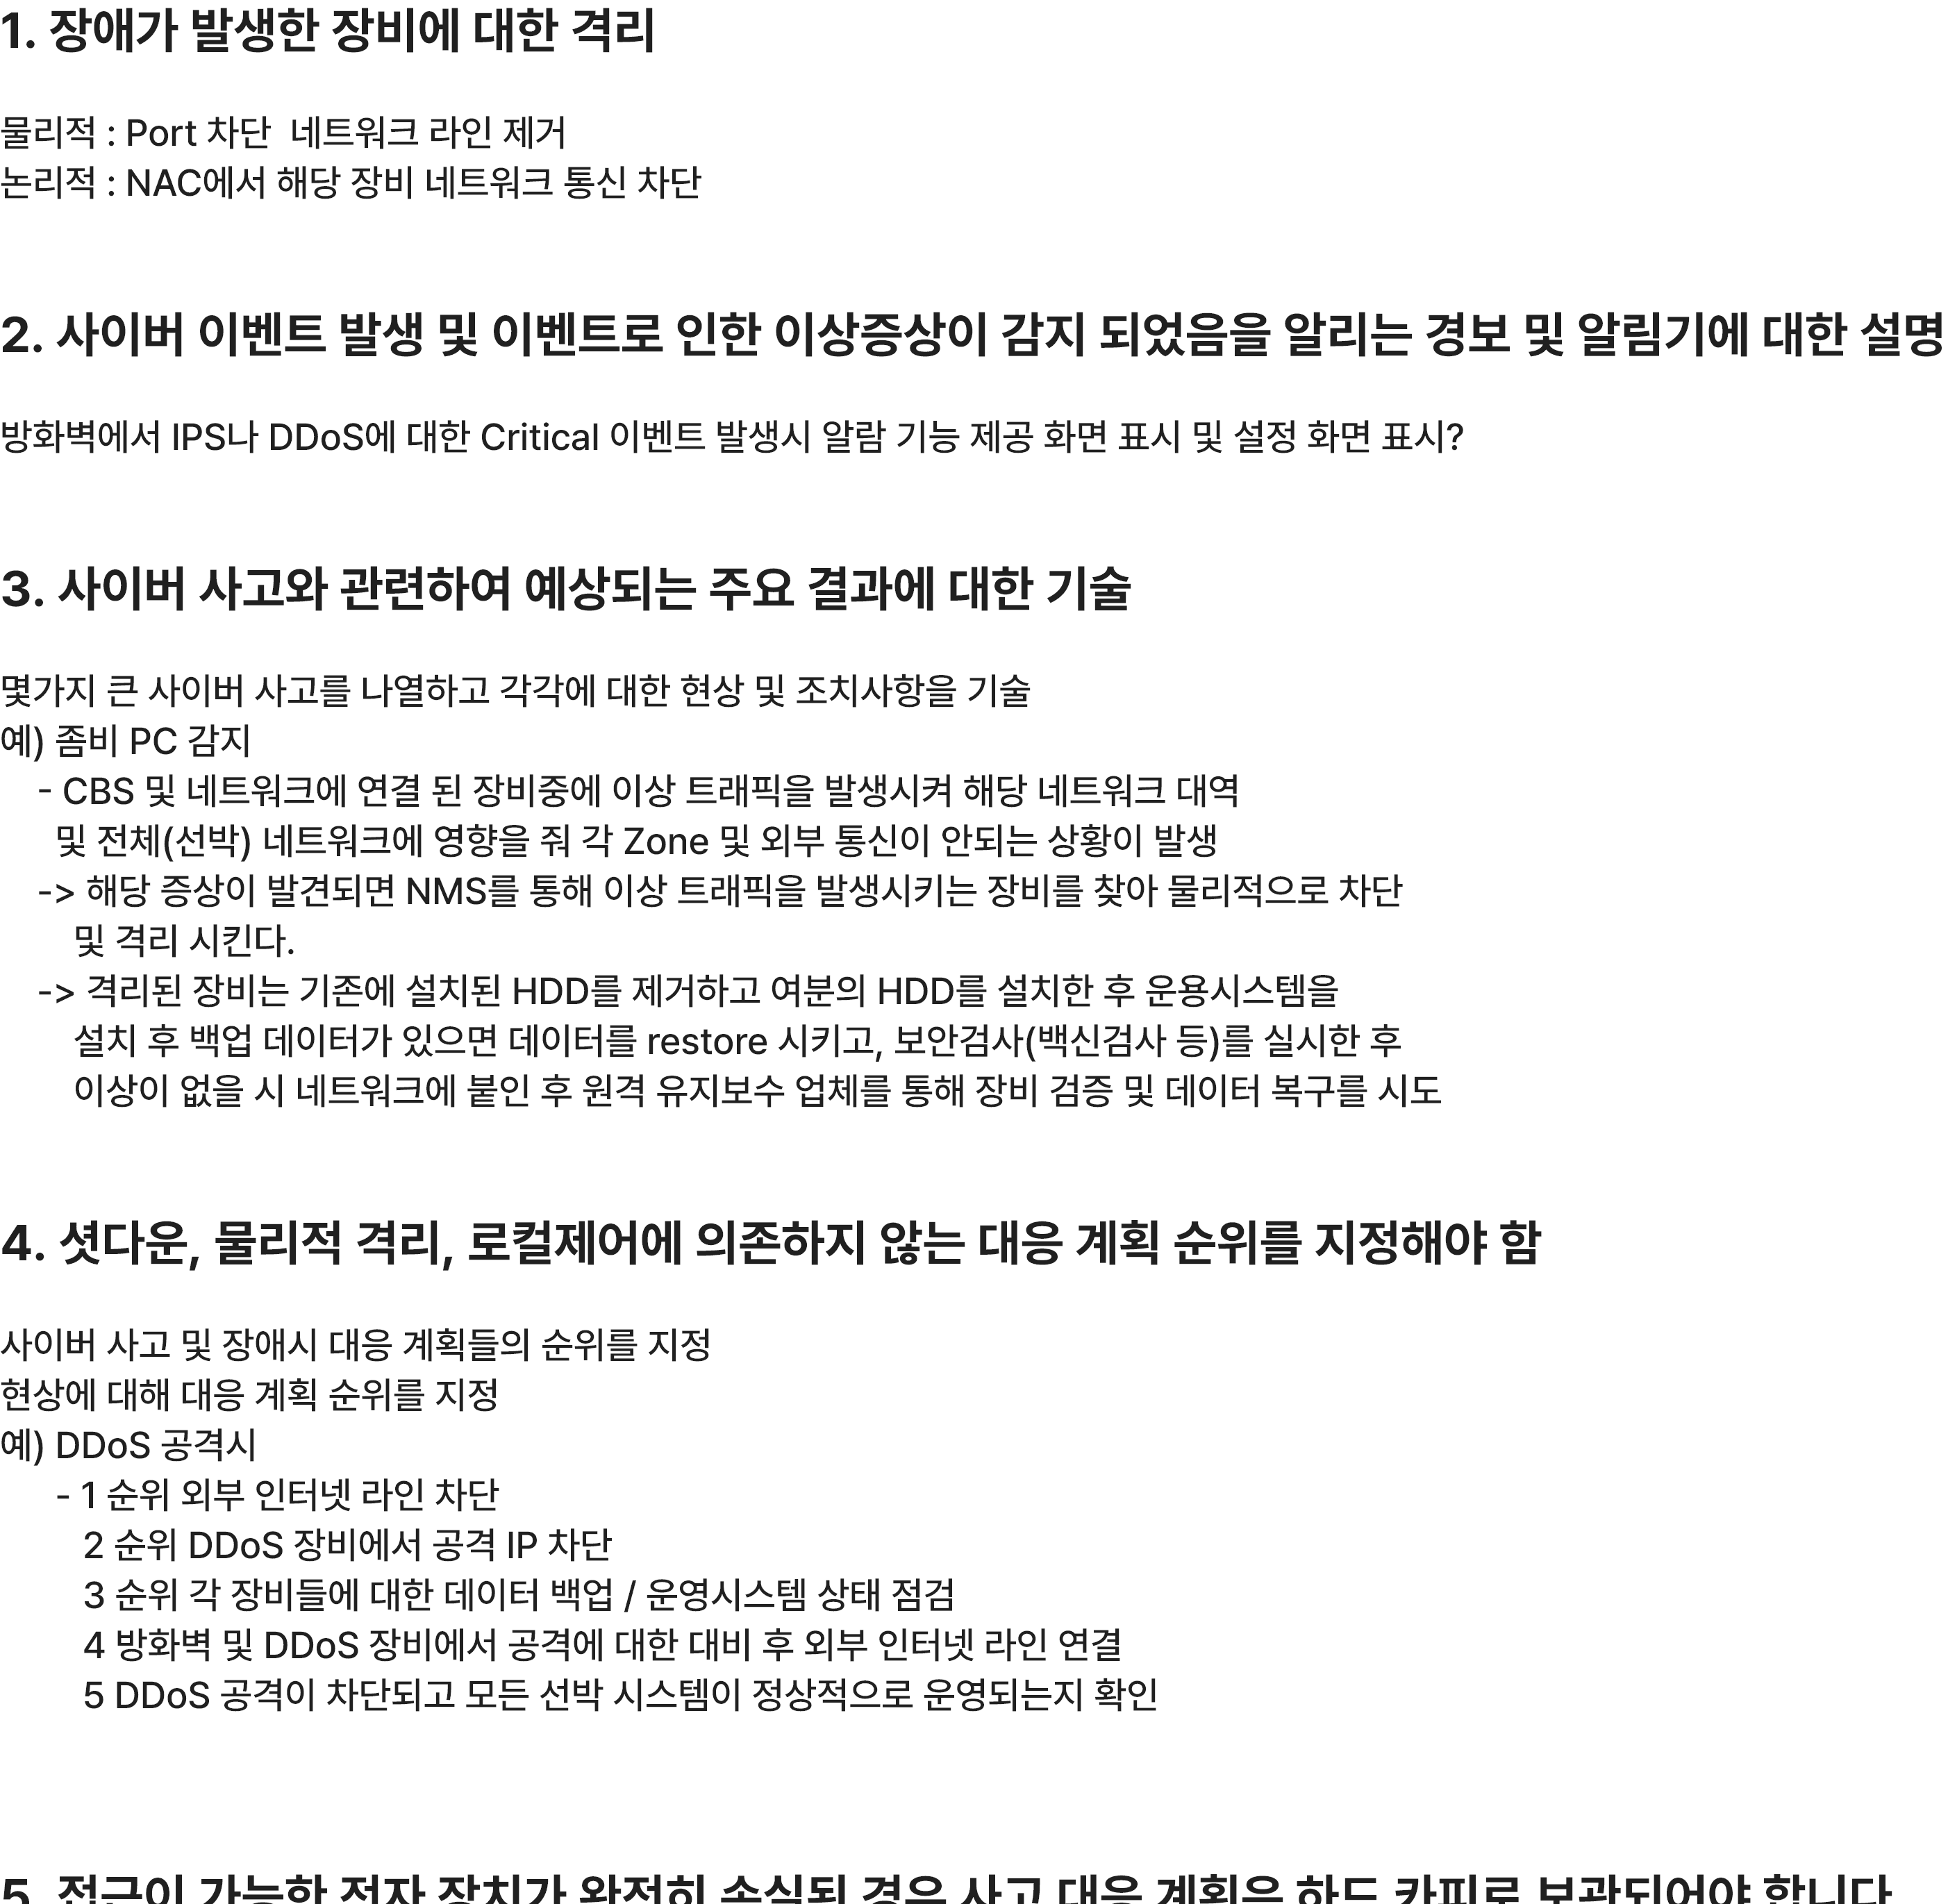 1. 장애가 발생한 장비에 대한 격리
물리적 : Port 차단  네트워크 라인 제거
논리적 : NAC에서 해당 장비 네트워크 통신 차단
2. 사이버 이벤트 발생 및 이벤트로 인한 이상증상이 감지 되었음을 알리는 경보 및 알림기에 대한 설명
방화벽에서 IPS나 DDoS에 대한 Critical 이벤트 발생시 알람 기능 제공 화면 표시 및 설정 화면 표시?
3. 사이버 사고와 관련하여 예상되는 주요 결과에 대한 기술
몇가지 큰 사이버 사고를 나열하고 각각에 대한 현상 및 조치사항을 기술
예) 좀비 PC 감지
- CBS 및 네트워크에 연결 된 장비중에 이상 트래픽을 발생시켜 해당 네트워크 대역
및 전체(선박) 네트워크에 영향을 줘 각 Zone 및 외부 통신이 안되는 상황이 발생
-> 해당 증상이 발견되면 NMS를 통해 이상 트래픽을 발생시키는 장비를 찾아 물리적으로 차단
및 격리 시킨다.
-> 격리된 장비는 기존에 설치된 HDD를 제거하고 여분의 HDD를 설치한 후 운용시스템을
설치 후 백업 데이터가 있으면 데이터를 restore 시키고, 보안검사(백신검사 등)를 실시한 후
이상이 없을 시 네트워크에 붙인 후 원격 유지보수 업체를 통해 장비 검증 및 데이터 복구를 시도
4. 셧다운, 물리적 격리, 로컬제어에 의존하지 않는 대응 계획 순위를 지정해야 함
사이버 사고 및 장애시 대응 계획들의 순위를 지정
현상에 대해 대응 계획 순위를 지정
예) DDoS 공격시
- 1 순위 외부 인터넷 라인 차단
2 순위 DDoS 장비에서 공격 IP 차단
3 순위 각 장비들에 대한 데이터 백업 / 운영시스템 상태 점검
4 방화벽 및 DDoS 장비에서 공격에 대한 대비 후 외부 인터넷 라인 연결
5 DDoS 공격이 차단되고 모든 선박 시스템이 정상적으로 운영되는지 확인
5. 접근이 가능한 전자 장치가 완전히 손실된 경우 사고 대응 계획은 하드 카피로 보관되어야 합니다